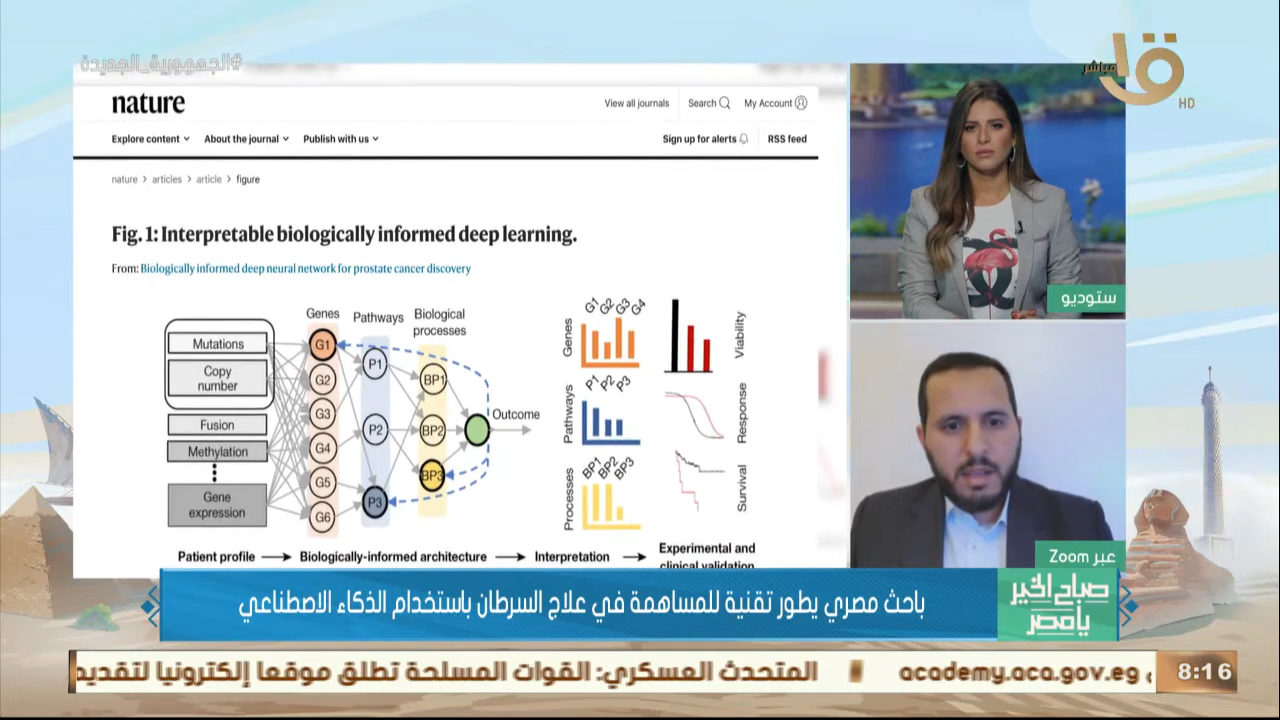 #الجمهورية_الجديدة
مباشر
HD
nature
View all journals
Search
My Account
Explore content
About the journal
Publish with us
Sign up for alerts
RSS feed
nature > articles > article > figure
Fig. 1: Interpretable biologically informed deep learning.
From: Biologically informed deep neural network for prostate cancer discovery
Genes
Pathways
Biological
processes
Mutations
Copy
number
Fusion
Methylation
Gene
expression
G1
G2
G3
G4
G5
G6
P1
P2
P3
BP1
BP2
BP3
Outcome
Genes
G1 G2 G3 G4
Pathways
P1 P2 P3
Processes
BP1 BP2 BP3
Viability
Response
Survival
Patient profile
Biologically-informed architecture
Interpretation
Experimental and
clinical validation
ستوديو
عبر Zoom
صباح الخير
يا مصر
باحث مصري يطور تقنية للمساهمة في علاج السرطان باستخدام الذكاء الاصطناعي
academy.aca.gov.eg
المتحدث العسكري: القوات المسلحة تطلق موقعا إلكترونيا لتقديم
8:16